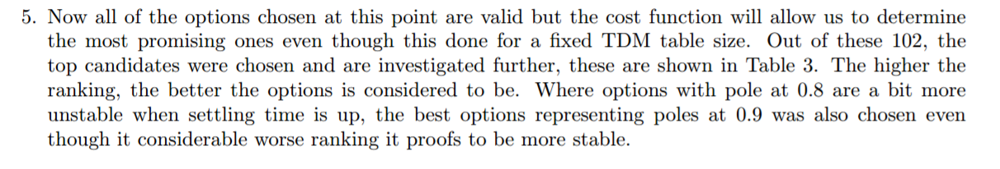 5. Now all of the options chosen at this point are valid but the cost function will allow us to determine
the most promising ones even though this done for a fixed TDM table size. Out of these 102, the
top candidates were chosen and are investigated further, these are shown in Table 3. The higher the
ranking, the better the options is considered to be. Where options with pole at 0.8 are a bit more
unstable when settling time is up, the best options representing poles at 0.9 was also chosen even
though it considerable worse ranking it proofs to be more stable.